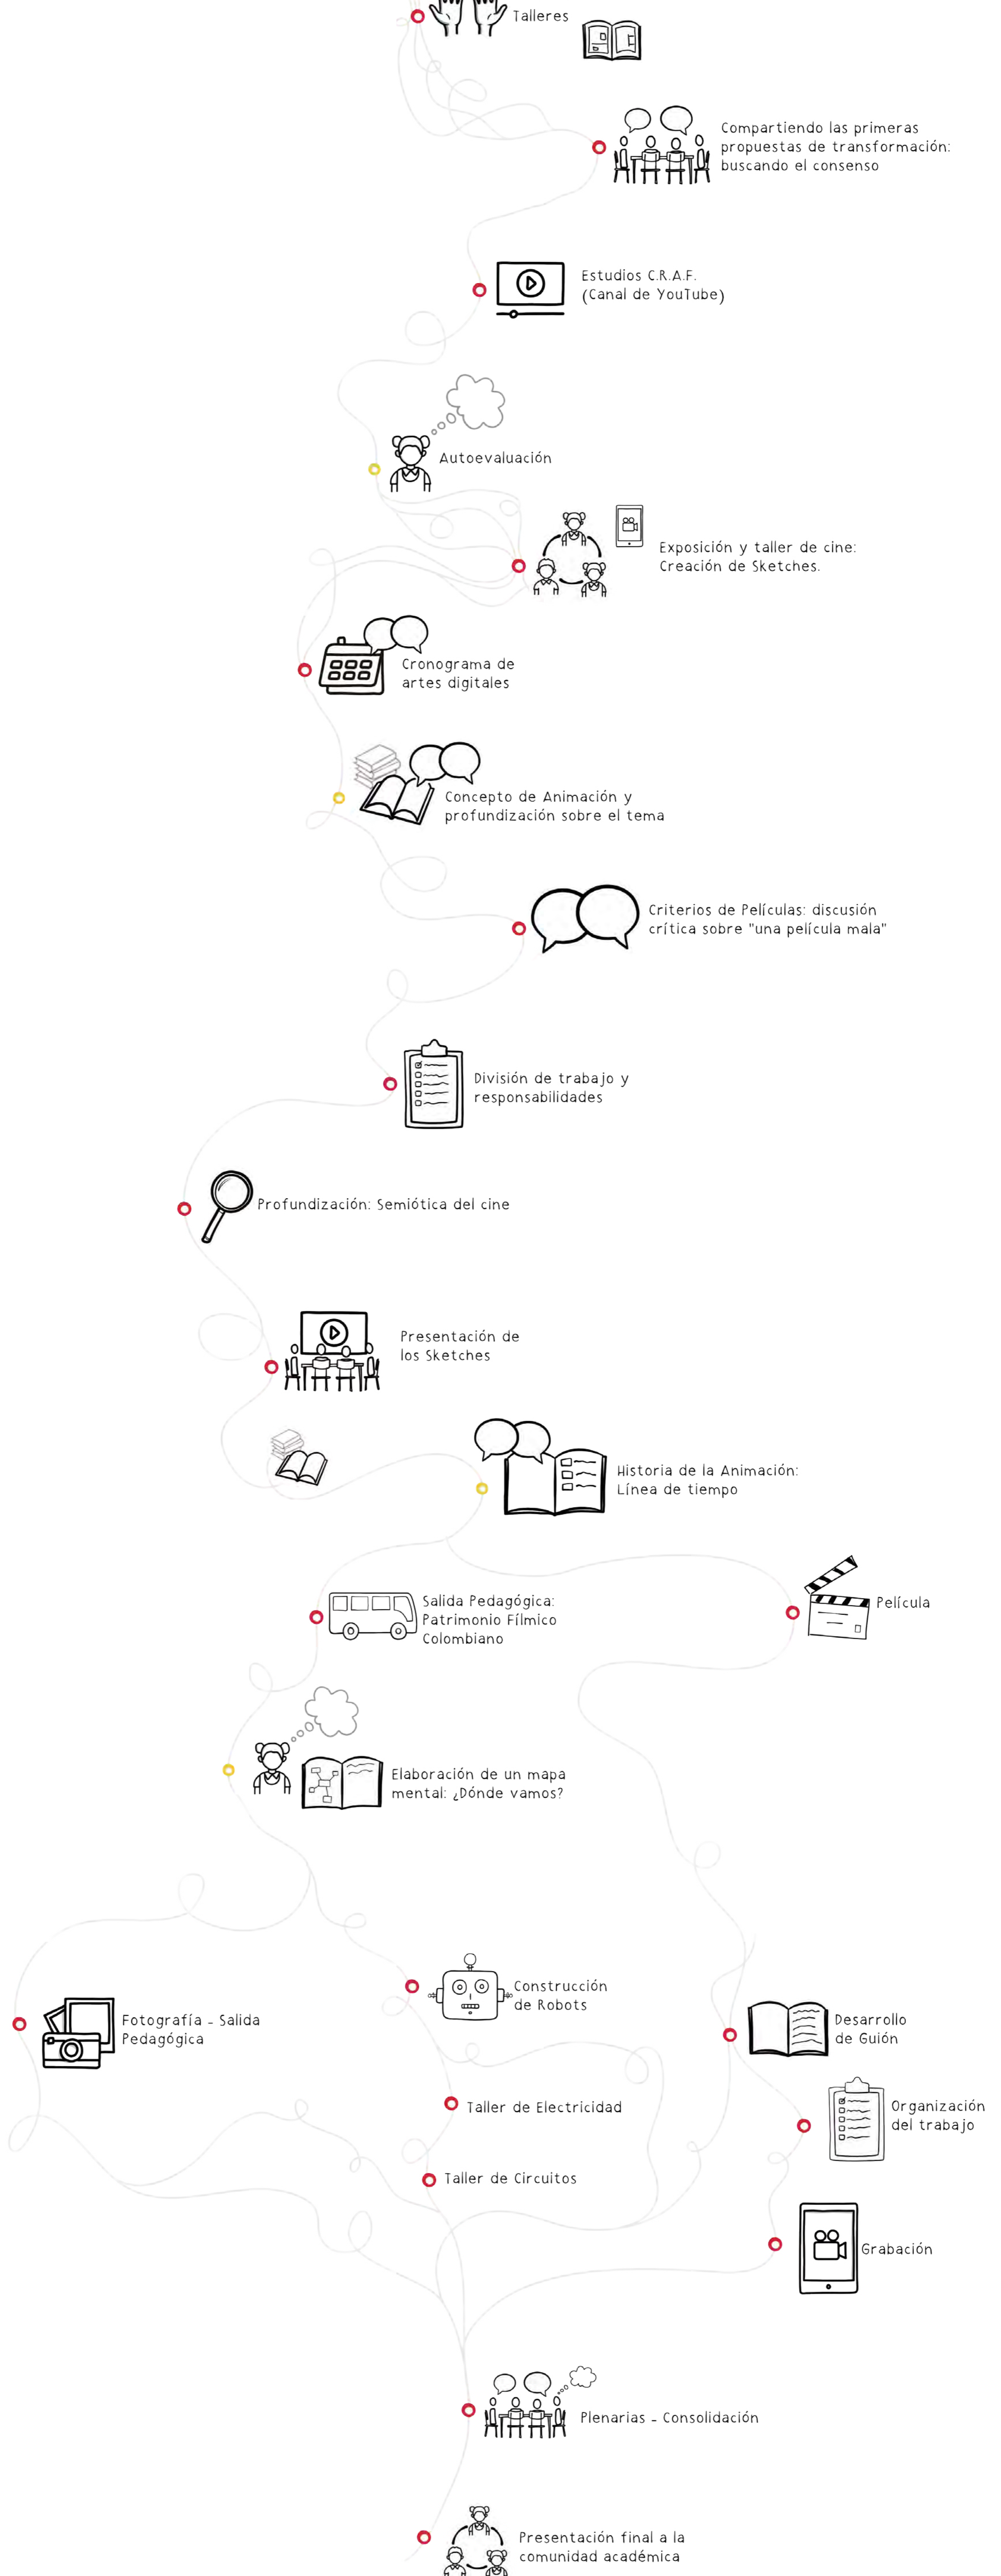 Talleres
Compartiendo las primeras
propuestas de transformación:
buscando el consenso
Estudios C.R.A.F.
(Canal de YouTube)
Autoevaluación
Exposición y taller de cine:
Creación de Sketches.
Cronograma de
artes digitales
Concepto de Animación y
profundización sobre el tema
Criterios de Películas: discusión
crítica sobre "una película mala"
División de trabajo y
responsabilidades
Profundización: Semiótica del cine
Presentación de
los Sketches
Historia de la Animación:
Línea de tiempo
Salida Pedagógica:
Patrimonio Fílmico
Colombiano
Película
Elaboración de un mapa
mental: ¿Dónde vamos?
Construcción
de Robots
Fotografía - Salida
Pedagógica
Desarrollo
de Guión
Taller de Electricidad
Organización
del trabajo
Taller de Circuitos
Grabación
Plenarias - Consolidación
Presentación final a la
comunidad académica